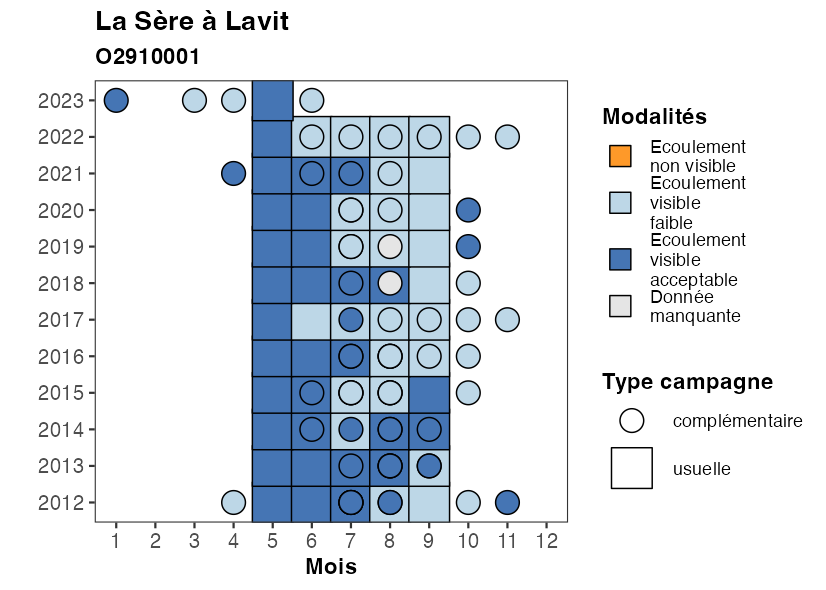 La Sère à Lavit
O2910001
2023
2022
2021
2020
2019
2018
2017
2016
2015
2014
2013
2012
1 2 3 4 5 6 7 8 9 10 11 12
Mois
Modalités
Ecoulement
non visible
Ecoulement
visible
faible
Ecoulement
visible
acceptable
Donnée
manquante
Type campagne
complémentaire
usuelle